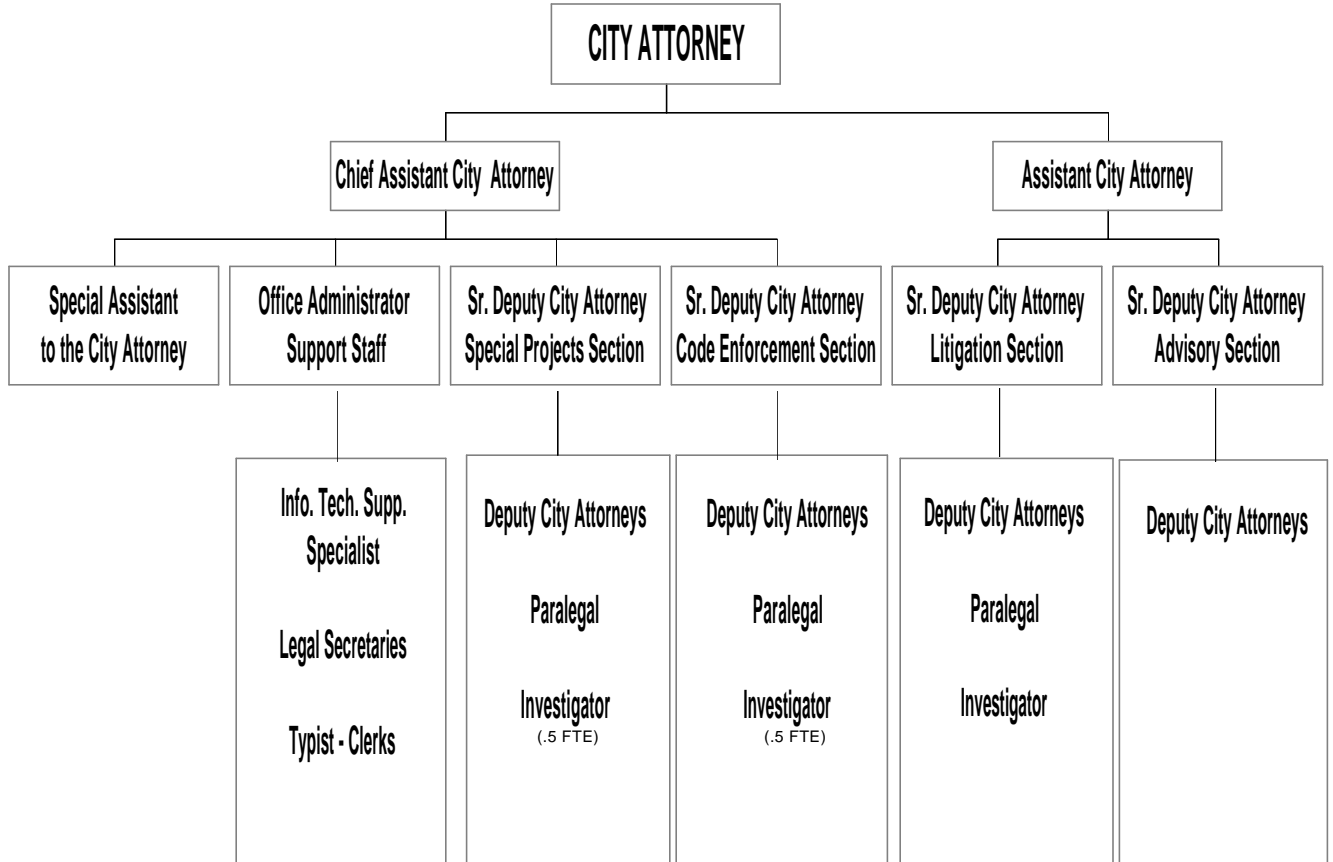 CITY ATTORNEY
Chief Assistant City Attorney
Assistant City Attorney
Special Assistant
to the City Attorney
Office Administrator
Support Staff
Sr. Deputy City Attorney
Special Projects Section
Sr. Deputy City Attorney
Code Enforcement Section
Sr. Deputy City Attorney
Litigation Section
Sr. Deputy City Attorney
Advisory Section
Info. Tech. Supp.
Specialist
Legal Secretaries
Typist - Clerks
Deputy City Attorneys
Paralegal
Investigator
(.5 FTE)
Deputy City Attorneys
Paralegal
Investigator
(.5 FTE)
Deputy City Attorneys
Paralegal
Investigator
Deputy City Attorneys